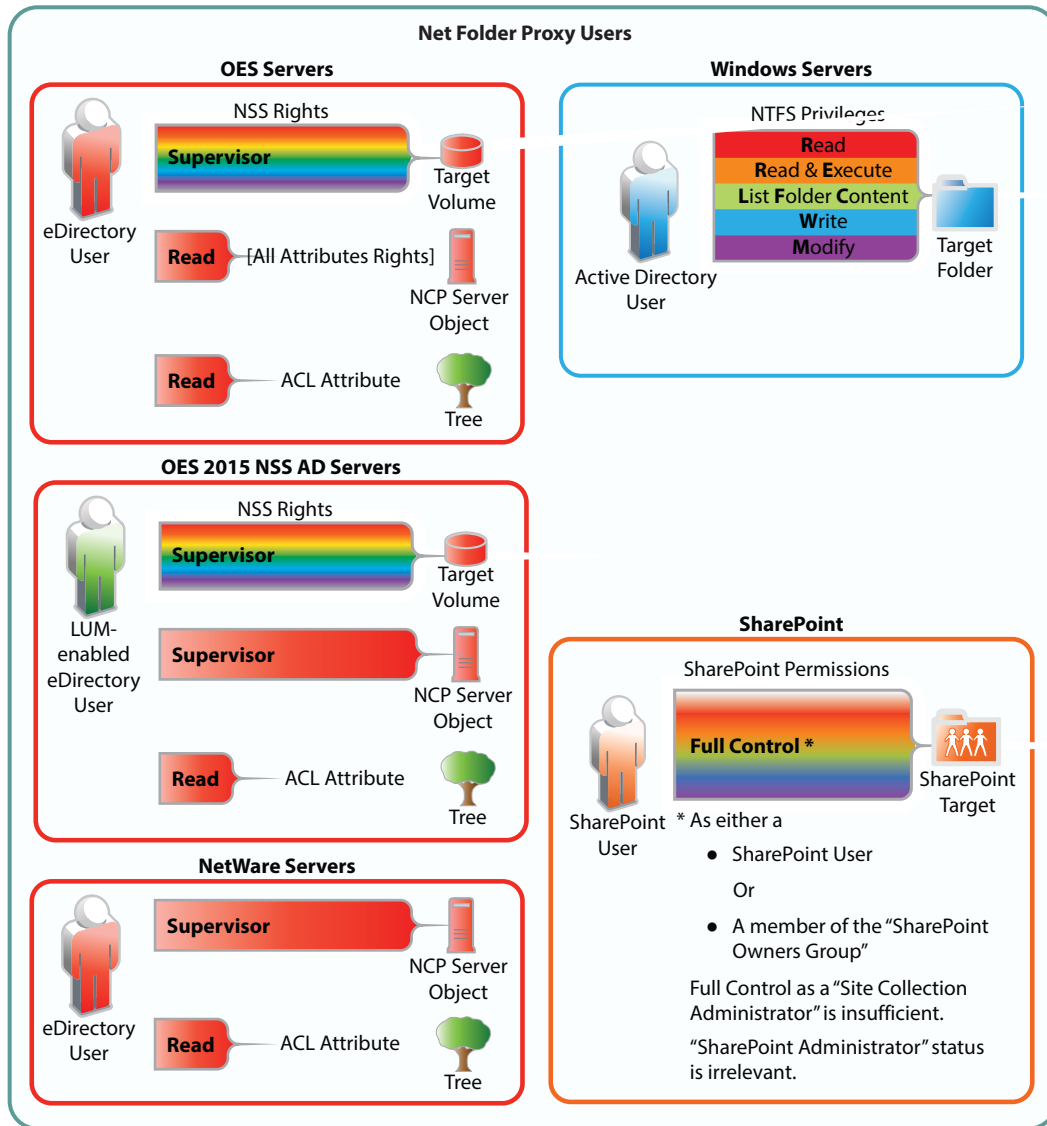 Net Folder Proxy Users
OES Servers
NSS Rights
Supervisor
Target
Volume
eDirectory
User
Read
[All Attributes Rights]
NCP Server
Object
Read
ACL Attribute
Tree
Windows Servers
NTFS Privileges
Read
Read & Execute
List Folder Content
Write
Modify
Active Directory
User
Target
Folder
OES 2015 NSS AD Servers
NSS Rights
Supervisor
Target
Volume
LUM-
enabled
eDirectory
User
Supervisor
NCP Server
Object
Read
ACL Attribute
Tree
SharePoint
SharePoint Permissions
Full Control *
SharePoint
User
SharePoint
Target
* As either a
● SharePoint User
Or
● A member of the “SharePoint
Owners Group”
Full Control as a “Site Collection
Administrator” is insufficient.
“SharePoint Administrator” status
is irrelevant.
NetWare Servers
Supervisor
NCP Server
Object
eDirectory
User
Read
ACL Attribute
Tree